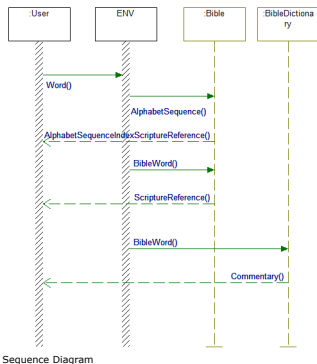 :User
ENV
:Bible
:BibleDictiona
ry
Word()
AlphabetSequence()
AlphabetSequenceIndexScriptureReference()
BibleWord()
ScriptureReference()
BibleWord()
Commentary()
Sequence Diagram